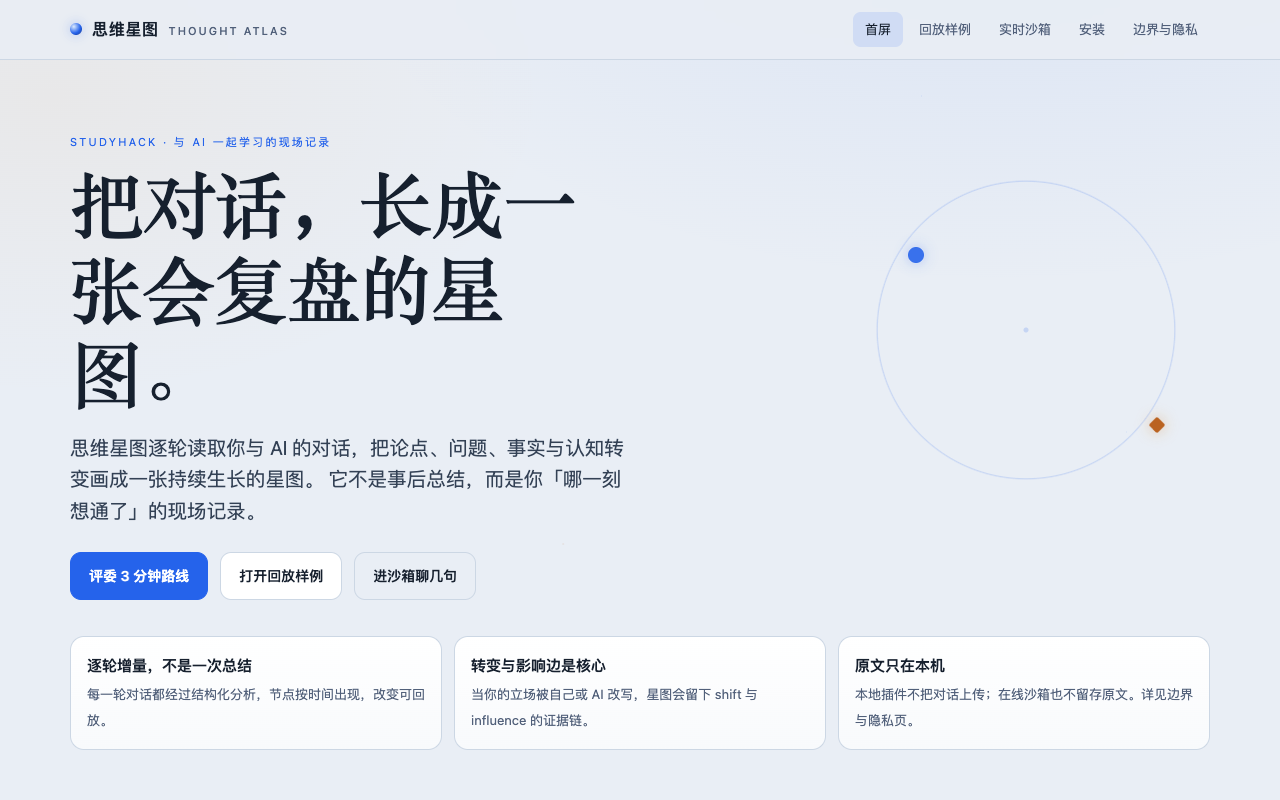 思维星图 THOUGHT ATLAS
首屏
回放样例
实时沙箱
安装
边界与隐私
STUDYHACK · 与 AI 一起学习的现场记录
把对话，长成一
张会复盘的星
图。
思维星图逐轮读取你与 AI 的对话，把论点、问题、事实与认知转
变画成一张持续生长的星图。 它不是事后总结，而是你「哪一刻
想通了」的现场记录。
评委 3 分钟路线
打开回放样例
进沙箱聊几句
逐轮增量，不是一次总结
每一轮对话都经过结构化分析，节点按时间出现，改变可回
放。
转变与影响边是核心
当你的立场被自己或 AI 改写，星图会留下 shift 与
influence 的证据链。
原文只在本机
本地插件不把对话上传；在线沙箱也不留存原文。详见边界
与隐私页。